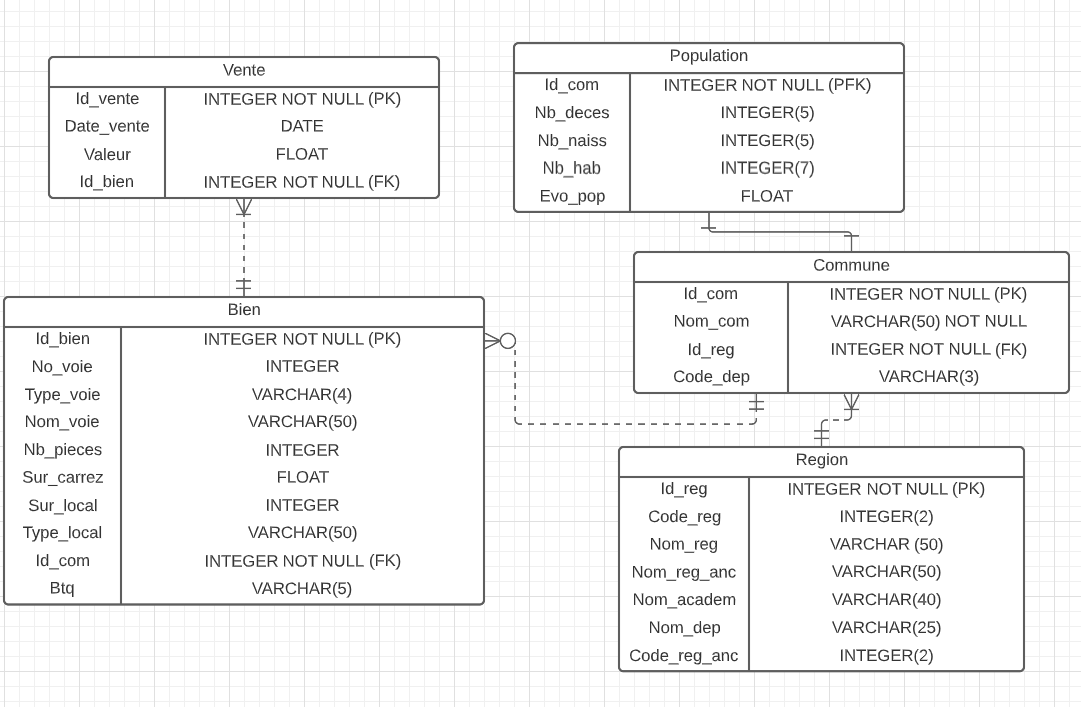 Vente
Id_vente INTEGER NOT NULL (PK)
Date_vente DATE
Valeur FLOAT
Id_bien INTEGER NOT NULL (FK)
Population
Id_com INTEGER NOT NULL (PFK)
Nb_deces INTEGER(5)
Nb_naiss INTEGER(5)
Nb_hab INTEGER(7)
Evo_pop FLOAT
Bien
Id_bien INTEGER NOT NULL (PK)
No_voie INTEGER
Type_voie VARCHAR(4)
Nom_voie VARCHAR(50)
Nb_pieces INTEGER
Sur_carrez FLOAT
Sur_local INTEGER
Type_local VARCHAR(50)
Id_com INTEGER NOT NULL (FK)
Btq VARCHAR(5)
Commune
Id_com INTEGER NOT NULL (PK)
Nom_com VARCHAR(50) NOT NULL
Id_reg INTEGER NOT NULL (FK)
Code_dep VARCHAR(3)
Region
Id_reg INTEGER NOT NULL (PK)
Code_reg INTEGER(2)
Nom_reg VARCHAR (50)
Nom_reg_anc VARCHAR(50)
Nom_academ VARCHAR(40)
Nom_dep VARCHAR(25)
Code_reg_anc INTEGER(2)